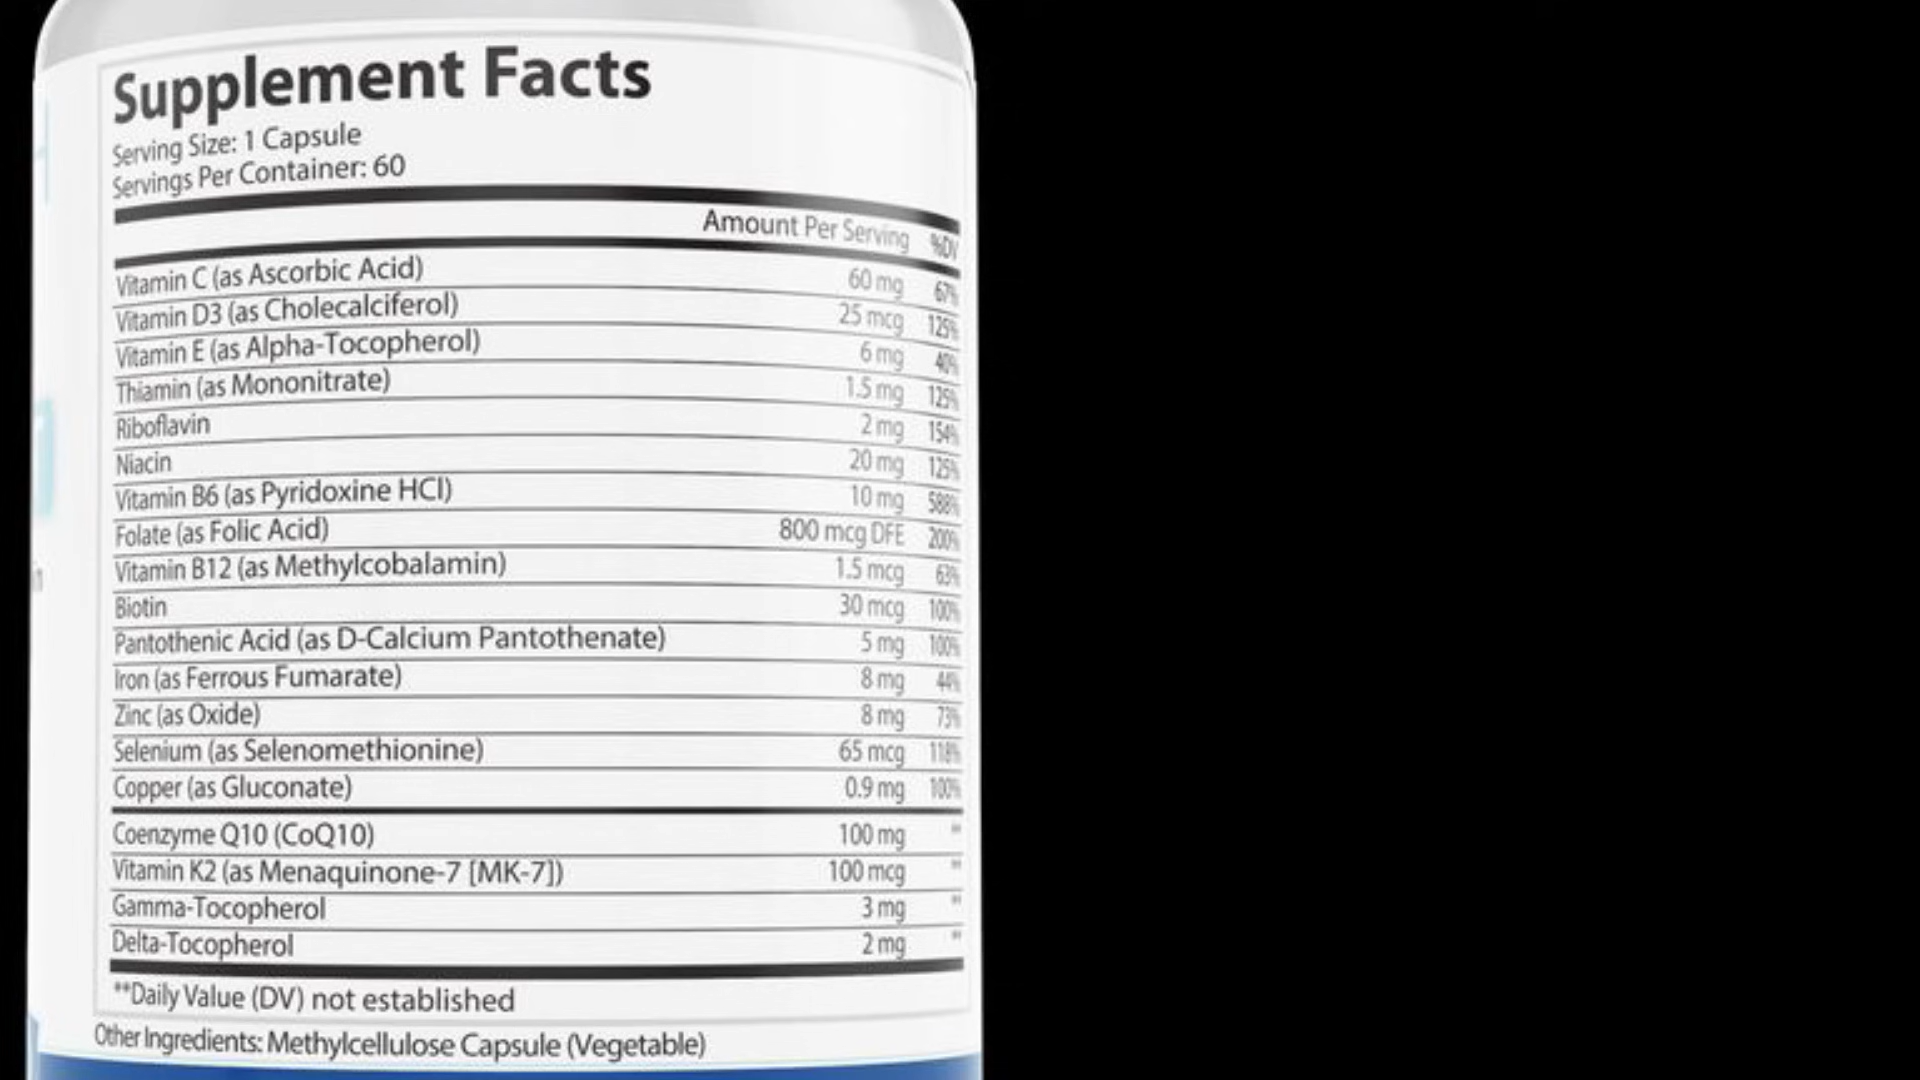 Supplement Facts
Serving Size: 1 Capsule
Servings Per Container: 60
Amount Per Serving %DV
Vitamin C (as Ascorbic Acid) 60 mg 67%
Vitamin D3 (as Cholecalciferol) 25 mcg 125%
Vitamin E (as Alpha-Tocopherol) 6 mg 40%
Thiamin (as Mononitrate) 1.5 mg 125%
Riboflavin 2 mg 154%
Niacin 20 mg 125%
Vitamin B6 (as Pyridoxine HCl) 10 mg 588%
Folate (as Folic Acid) 800 mcg DFE 200%
Vitamin B12 (as Methylcobalamin) 1.5 mcg 63%
Biotin 30 mcg 100%
Pantothenic Acid (as D-Calcium Pantothenate) 5 mg 100%
Iron (as Ferrous Fumarate) 8 mg 44%
Zinc (as Oxide) 8 mg 73%
Selenium (as Selenomethionine) 65 mcg 118%
Copper (as Gluconate) 0.9 mg 100%
Coenzyme Q10 (CoQ10) 100 mg **
Vitamin K2 (as Menaquinone-7 [MK-7]) 100 mcg **
Gamma-Tocopherol 3 mg **
Delta-Tocopherol 2 mg **
**Daily Value (DV) not established
Other Ingredients: Methylcellulose Capsule (Vegetable)